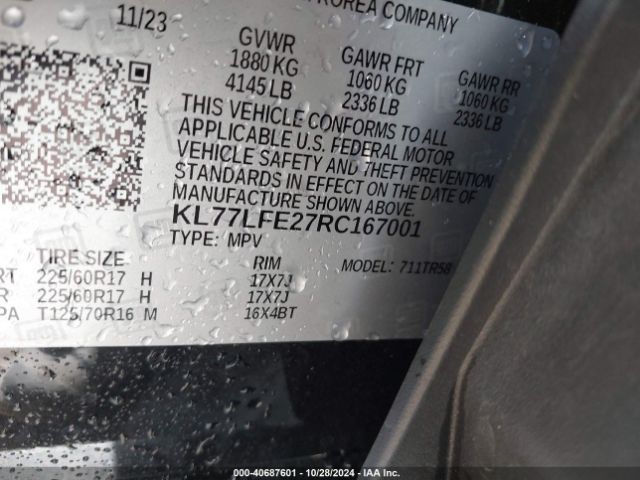 KOREA COMPANY
11/23
GVWR GAWR FRT GAWR RR
1880 KG 1060 KG 1060 KG
4145 LB 2336 LB 2336 LB
THIS VEHICLE CONFORMS TO ALL
APPLICABLE U.S. FEDERAL MOTOR
VEHICLE SAFETY AND THEFT PREVENTION
STANDARDS IN EFFECT ON THE DATE OF
MANUFACTURE SHOWN ABOVE.
KL77LFE27RC167001
TYPE: MPV
MODEL: 711TR58
TIRE SIZE RIM
RT 225/60R17 H 17X7J
R 225/60R17 H 17X7J
PA T125/70R16 M 16X4BT
000-40687601 - 10/28/2024 - IAA Inc.